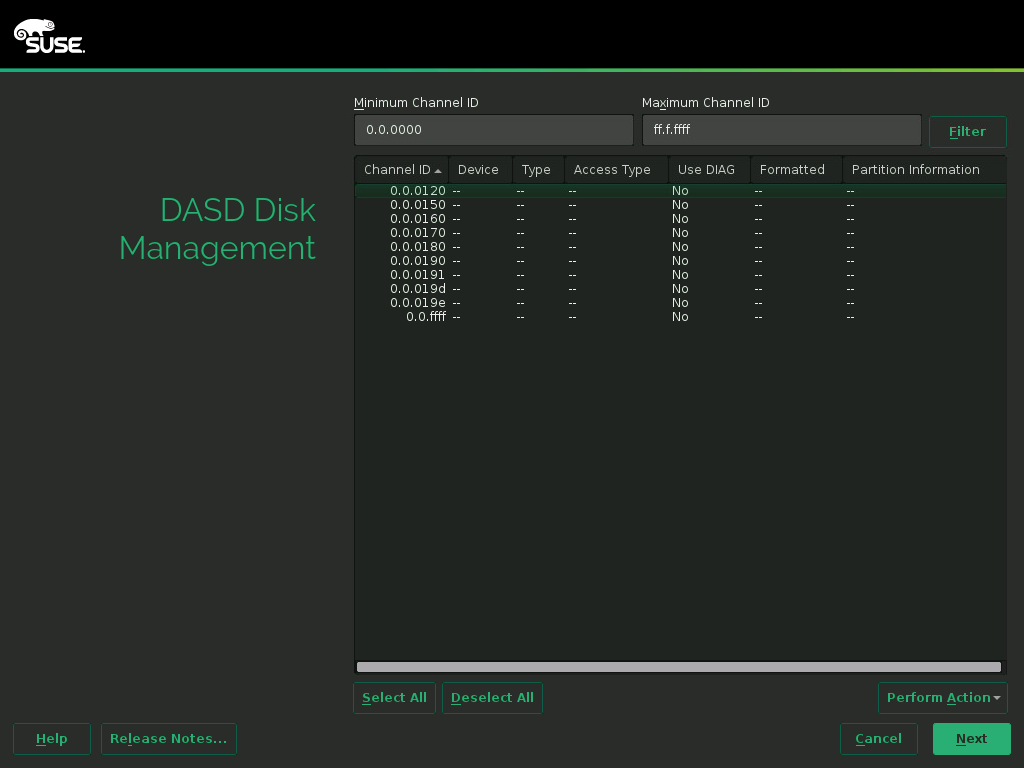 SUSE.
Minimum Channel ID Maximum Channel ID
0.0.0000 ff.f.ffff Filter
DASD Disk
Management
Channel ID Device Type Access Type Use DIAG Formatted Partition Information
0.0.0120 -- -- -- No -- --
0.0.0150 -- -- -- No -- --
0.0.0160 -- -- -- No -- --
0.0.0170 -- -- -- No -- --
0.0.0180 -- -- -- No -- --
0.0.0190 -- -- -- No -- --
0.0.0191 -- -- -- No -- --
0.0.019d -- -- -- No -- --
0.0.019e -- -- -- No -- --
0.0.ffff -- -- -- No -- --
Select All Deselect All Perform Action
Help Release Notes... Cancel Next